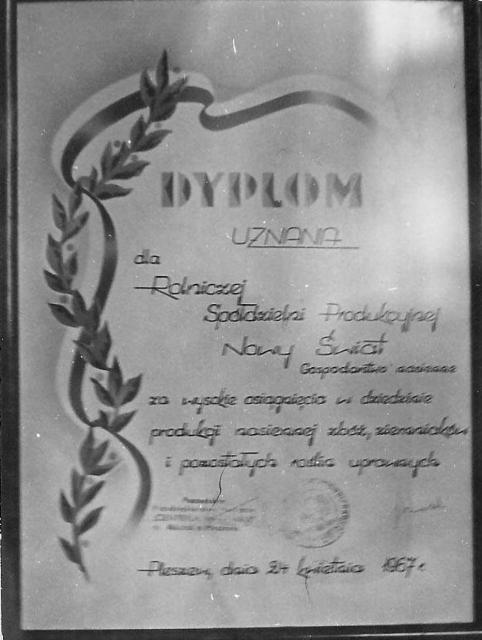 DYPLOM
UZNANIA
dla
Rolniczej
Spółdzielni Produkcyjnej
Nowy Świat
Gospodarstwo nasienne
za wysokie osiągnięcia w dziedzinie
produkcji nasiennej zbóż, ziemniaków
i pozostałych roślin uprawnych
Pleszew, dnia 24 kwietnia 1967 r.